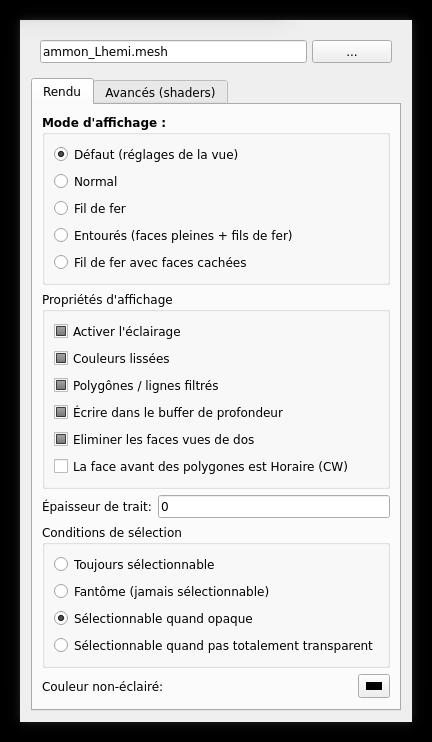 ammon_Lhemi.mesh ...
Rendu Avancés (shaders)
Mode d'affichage :
Défaut (réglages de la vue)
Normal
Fil de fer
Entourés (faces pleines + fils de fer)
Fil de fer avec faces cachées
Propriétés d'affichage
Activer l'éclairage
Couleurs lissées
Polygônes / lignes filtrés
Écrire dans le buffer de profondeur
Eliminer les faces vues de dos
La face avant des polygones est Horaire (CW)
Épaisseur de trait: 0
Conditions de sélection
Toujours sélectionnable
Fantôme (jamais sélectionnable)
Sélectionnable quand opaque
Sélectionnable quand pas totalement transparent
Couleur non-éclairé: